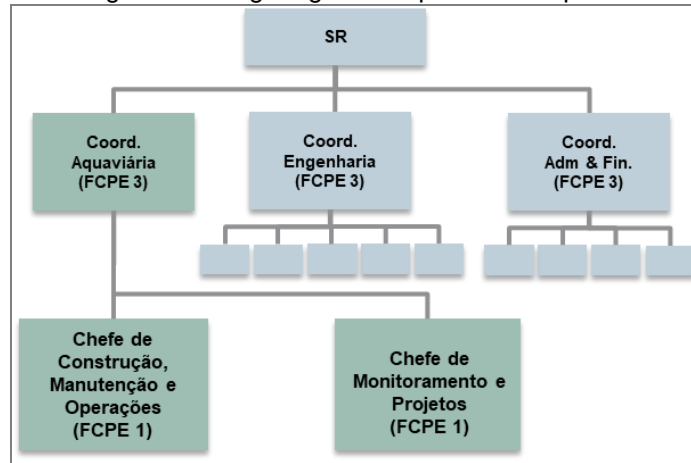 SR
Coord.
Aquaviária
(FCPE 3)
Coord.
Engenharia
(FCPE 3)
Coord.
Adm & Fin.
(FCPE 3)
Chefe de
Construção,
Manutenção e
Operações
(FCPE 1)
Chefe de
Monitoramento e
Projetos
(FCPE 1)